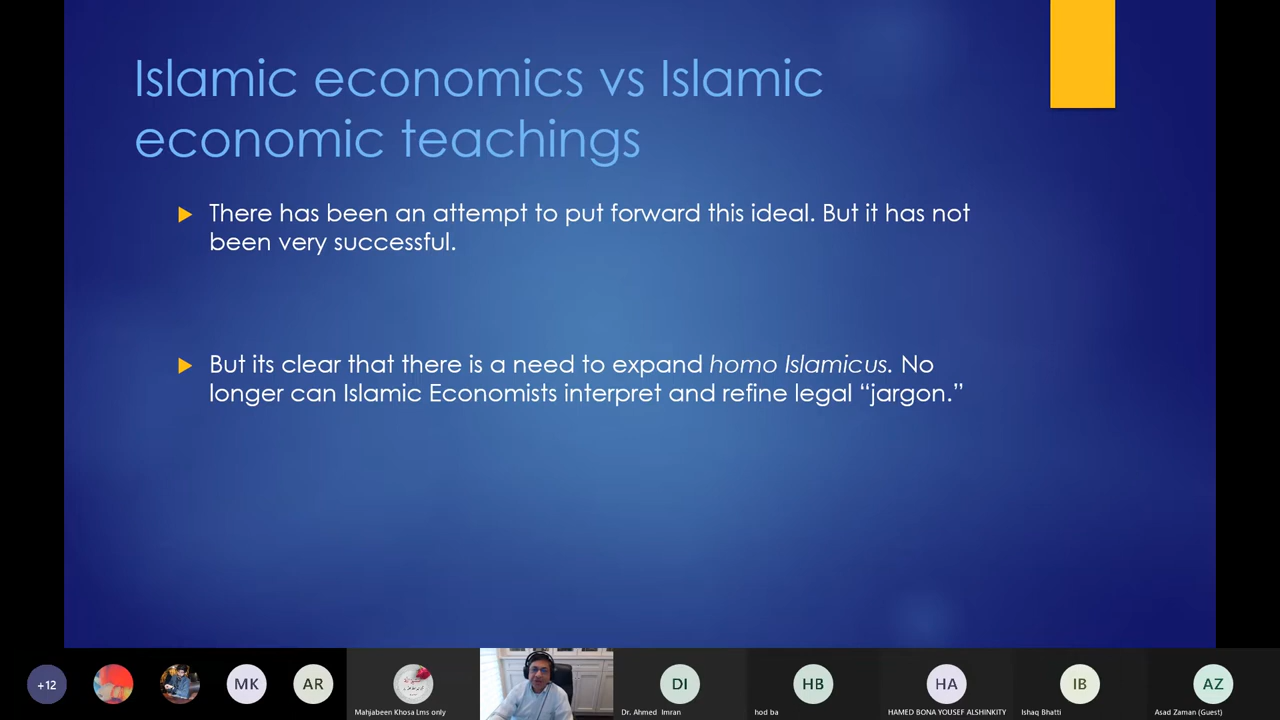 Islamic economics vs Islamic
economic teachings
There has been an attempt to put forward this ideal. But it has not
been very successful.
But its clear that there is a need to expand homo Islamicus. No
longer can Islamic Economists interpret and refine legal “jargon.”
+12
MK
AR
Mahjabeen Khosa Lms only
DI
Dr. Ahmed Imran
HB
hod ba
HA
HAMED BONA YOUSEF ALSHINKITY
IB
Ishaq Bhatti
AZ
Asad Zaman (Guest)